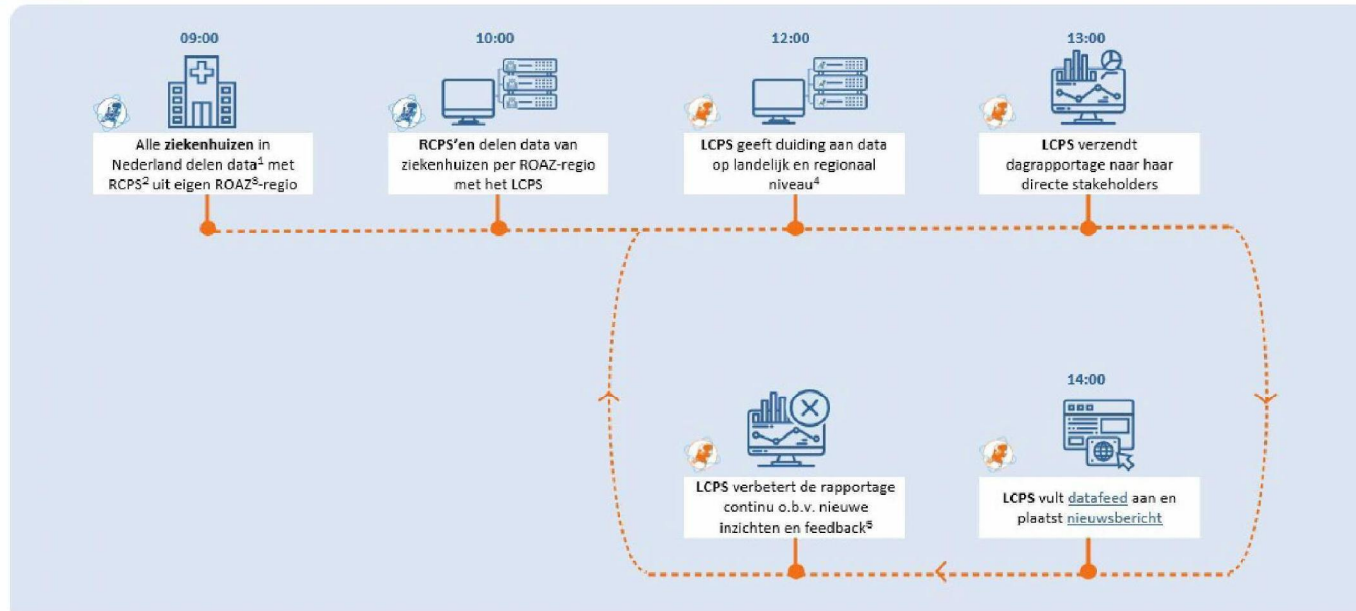 09:00
Alle ziekenhuizen in
Nederland delen data¹ met
RCPS² uit eigen ROAZ³-regio
10:00
RCPS'en delen data van
ziekenhuizen per ROAZ-regio
met het LCPS
12:00
LCPS geeft duiding aan data
op landelijk en regionaal
niveau⁴
13:00
LCPS verzendt
dagrapportage naar haar
directe stakeholders
14:00
LCPS vult datafeed aan en
plaatst nieuwsbericht
LCPS verbetert de rapportage
continu o.b.v. nieuwe
inzichten en feedback⁵